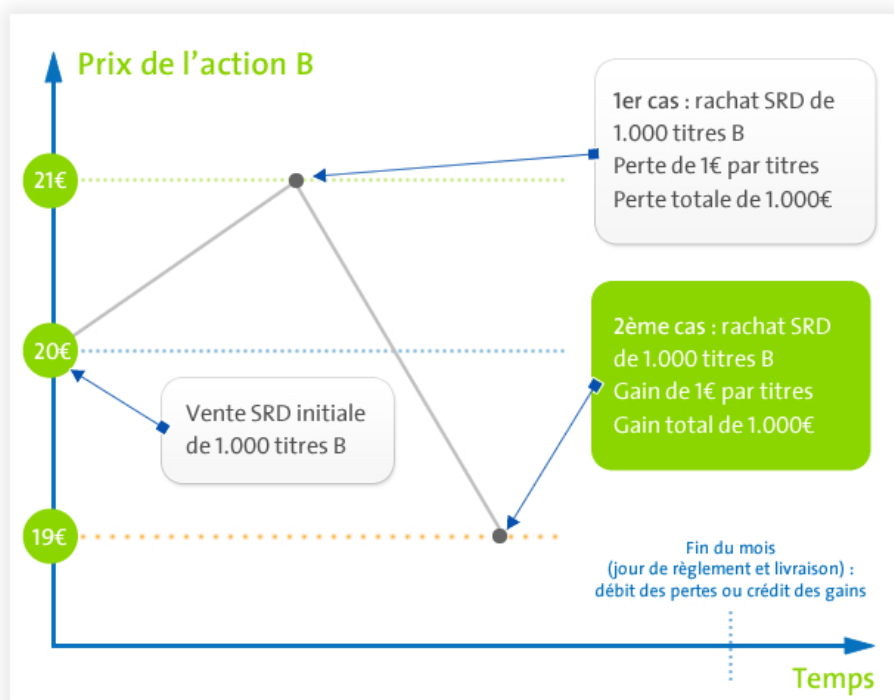 Prix de l'action B
1er cas : rachat SRD de
1.000 titres B
Perte de 1€ par titres
Perte totale de 1.000€
21€
2ème cas : rachat SRD
de 1.000 titres B
Gain de 1€ par titres
Gain total de 1.000€
20€
Vente SRD initiale
de 1.000 titres B
19€
Fin du mois
(jour de règlement et livraison) :
débit des pertes ou crédit des gains
Temps